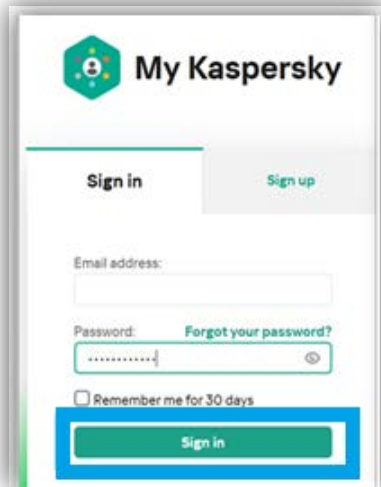 My Kaspersky
Sign in Sign up
Email address:
Password: Forgot your password?
Remember me for 30 days
Sign in